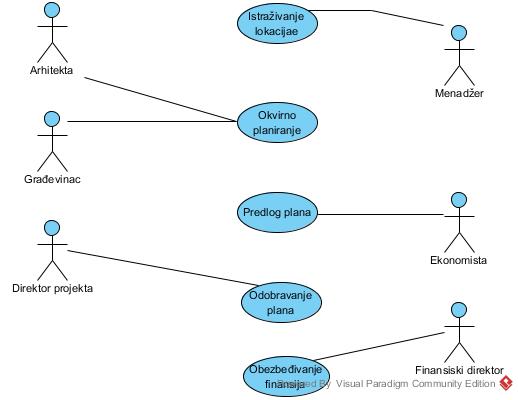 Istraživanje
lokacijae
Arhitekta
Menadžer
Okvirno
planiranje
Građevinac
Predlog plana
Ekonomista
Direktor projekta
Odobravanje
plana
Obezbeđivanje
finansija
Finansiski direktor
Powered By Visual Paradigm Community Edition